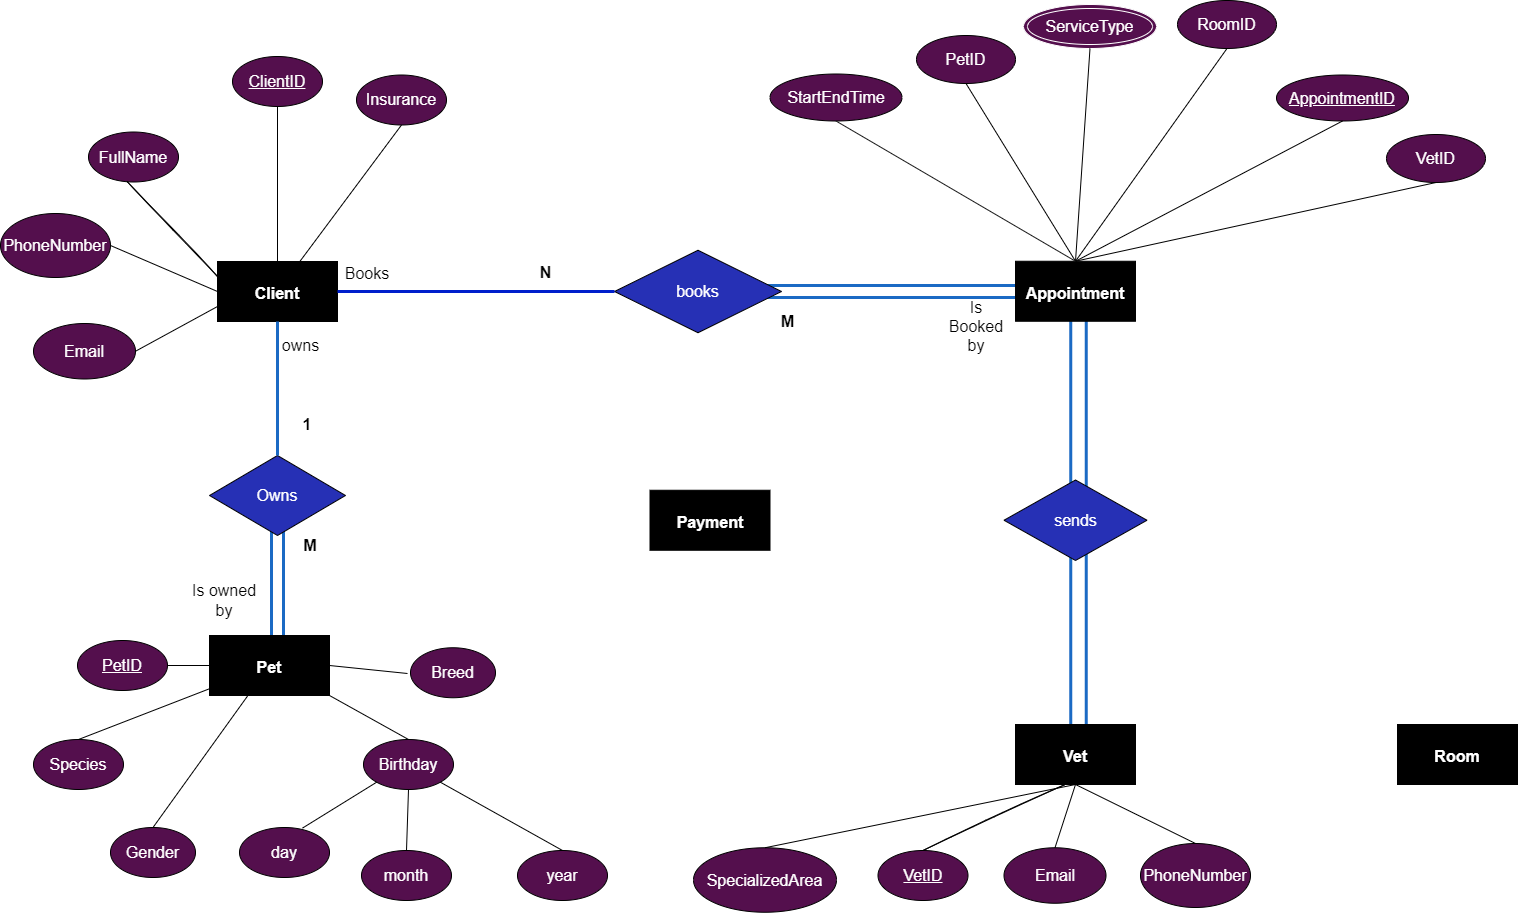 ServiceType
RoomID
PetID
ClientID
Insurance
StartEndTime
AppointmentID
FullName
VetID
PhoneNumber
Client
Books
N
books
M
Appointment
Is
Booked
by
Email
owns
1
Owns
M
Payment
sends
Is owned
by
PetID
Pet
Breed
Species
Birthday
Vet
Room
Gender
day
month
year
SpecializedArea
VetID
Email
PhoneNumber